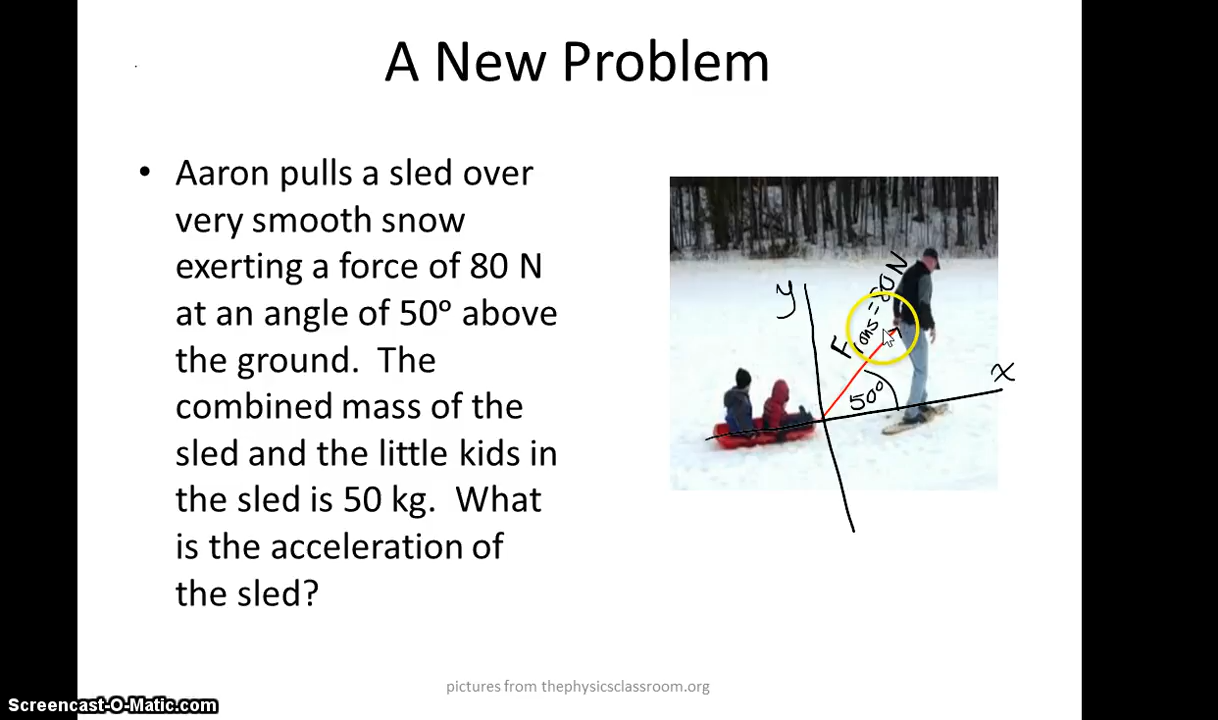 A New Problem
• Aaron pulls a sled over
very smooth snow
exerting a force of 80 N
at an angle of 50º above
the ground. The
combined mass of the
sled and the little kids in
the sled is 50 kg. What
is the acceleration of
the sled?
y
F = 80N
50º
x
pictures from thephysicsclassroom.org
Screencast-O-Matic.com